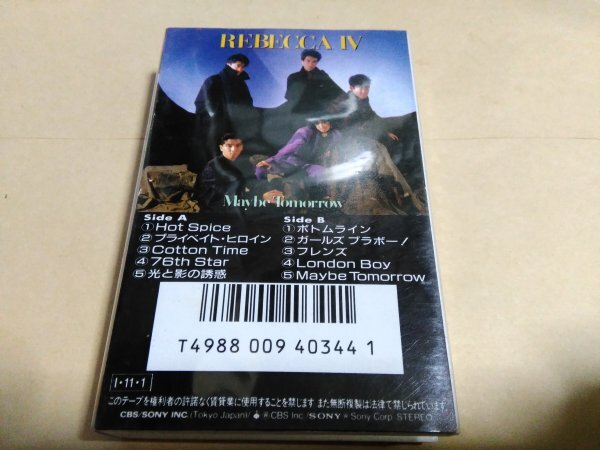 REBECCA IV
Maybe Tomorrow
Side A
①Hot Spice
②プライベイト・ヒロイン
③Cotton Time
④76th Star
⑤光と影の誘惑
Side B
①ボトムライン
②ガールズ ブラボー!
③フレンズ
④London Boy
⑤Maybe Tomorrow
T4988 009 40344 1
I・11・1
このテープを権利者の許諾なく賃貸業に使用することを禁じます また無断複製は法律で禁じられています
CBS/SONY INC.(Tokyo Japan)/ ®CBS Inc /SONY ® Sony Corp STEREO